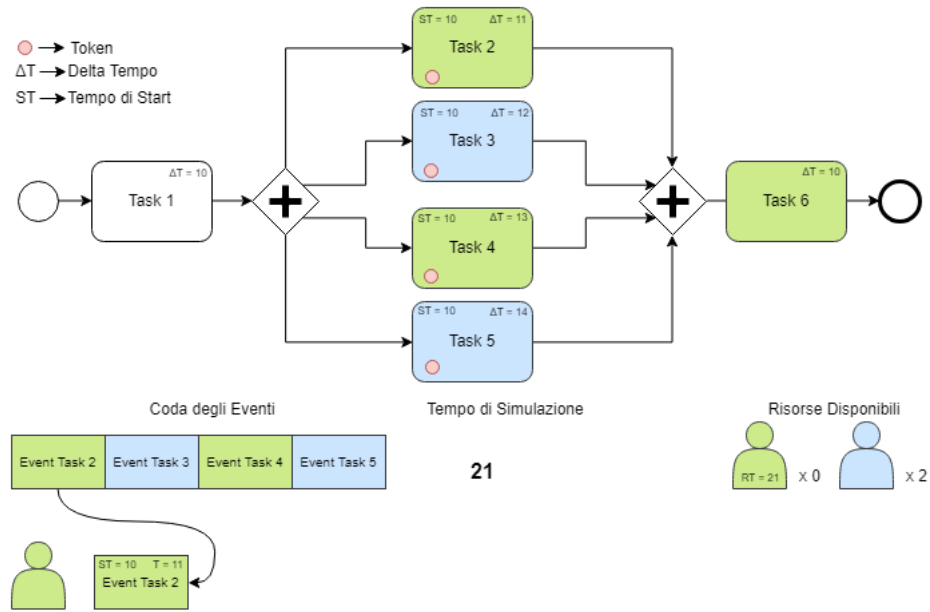 Token
ΔT Delta Tempo
ST Tempo di Start
ΔT = 10
Task 1
ST = 10 ΔT = 11
Task 2
ST = 10 ΔT = 12
Task 3
ST = 10 ΔT = 13
Task 4
ST = 10 ΔT = 14
Task 5
ΔT = 10
Task 6
Coda degli Eventi
Event Task 2
Event Task 3
Event Task 4
Event Task 5
ST = 10 T = 11
Event Task 2
Tempo di Simulazione
21
Risorse Disponibili
RT = 21
x 0
x 2